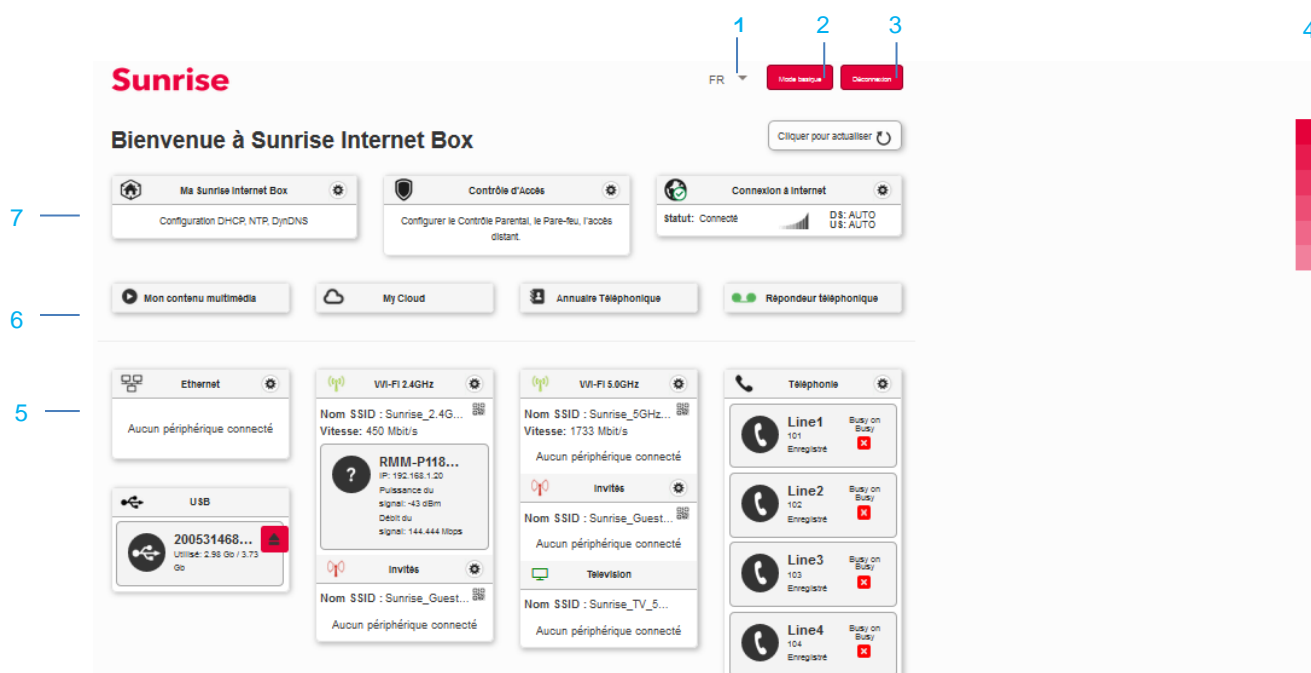 1 2 3 4
Sunrise
FR Mode basique Déconnexion
Bienvenue à Sunrise Internet Box
Cliquer pour actualiser
Ma Sunrise Internet Box
Configuration DHCP, NTP, DynDNS
Contrôle d'Accès
Configurer le Contrôle Parental, le Pare-feu, l'accès
distant.
Connexion à Internet
Statut: Connecté
DS: AUTO
US: AUTO
7
Mon contenu multimédia
My Cloud
Annuaire Téléphonique
Répondeur téléphonique
6
5
Ethernet
Aucun périphérique connecté
USB
200531468...
Utilisé: 2.98 Go / 3.73
Go
Wi-Fi 2.4GHz
Nom SSID : Sunrise_2.4G...
Vitesse: 450 Mbit/s
RMM-P118...
IP: 192.168.1.20
Puissance du
signal: -43 dBm
Débit du
signal: 144.444 Mbps
Invités
Nom SSID : Sunrise_Guest...
Aucun périphérique connecté
Wi-Fi 5.0GHz
Nom SSID : Sunrise_5GHz...
Vitesse: 1733 Mbit/s
Aucun périphérique connecté
Invités
Nom SSID : Sunrise_Guest...
Aucun périphérique connecté
Television
Nom SSID : Sunrise_TV_5...
Aucun périphérique connecté
Téléphonie
Line1
101
Enregistré
Busy on
Busy
Line2
102
Enregistré
Busy on
Busy
Line3
103
Enregistré
Busy on
Busy
Line4
104
Enregistré
Busy on
Busy